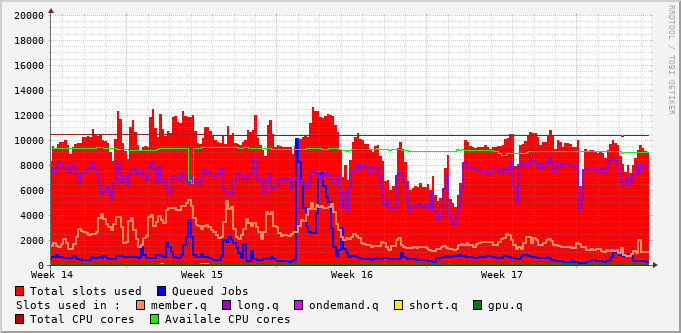 20000
18000
16000
14000
12000
10000
8000
6000
4000
2000
0
Week 14 Week 15 Week 16 Week 17
Total slots used Queued Jobs
Slots used in : member.q long.q ondemand.q short.q gpu.q
Total CPU cores Availale CPU cores
RRDTOOL / TOBI OETIKER